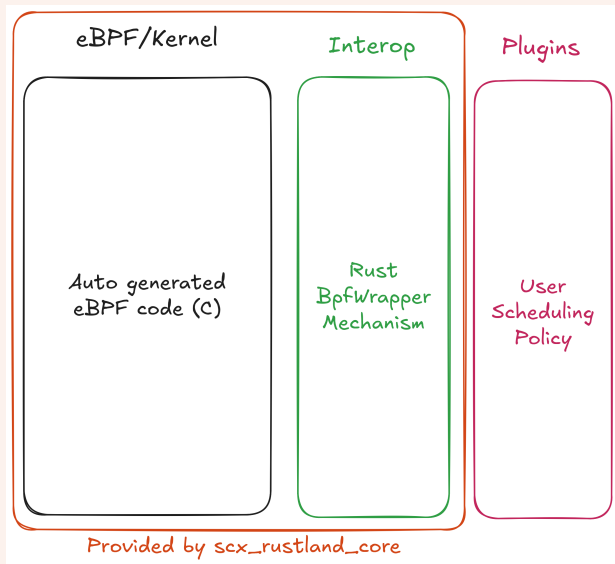 eBPF/Kernel
Interop
Plugins
Auto generated
eBPF code (C)
Rust
BpfWrapper
Mechanism
User
Scheduling
Policy
Provided by scx_rustland_core